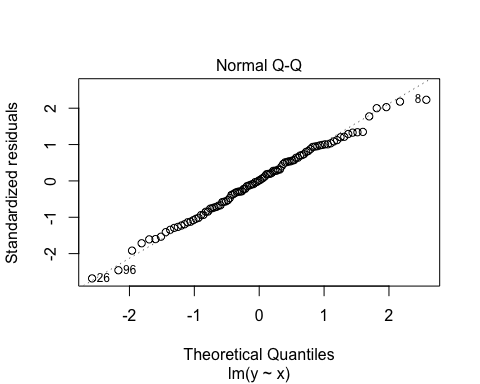 Normal Q-Q
Standardized residuals
2
1
0
-1
-2
8
96
26
-2 -1 0 1 2
Theoretical Quantiles
lm(y ~ x)